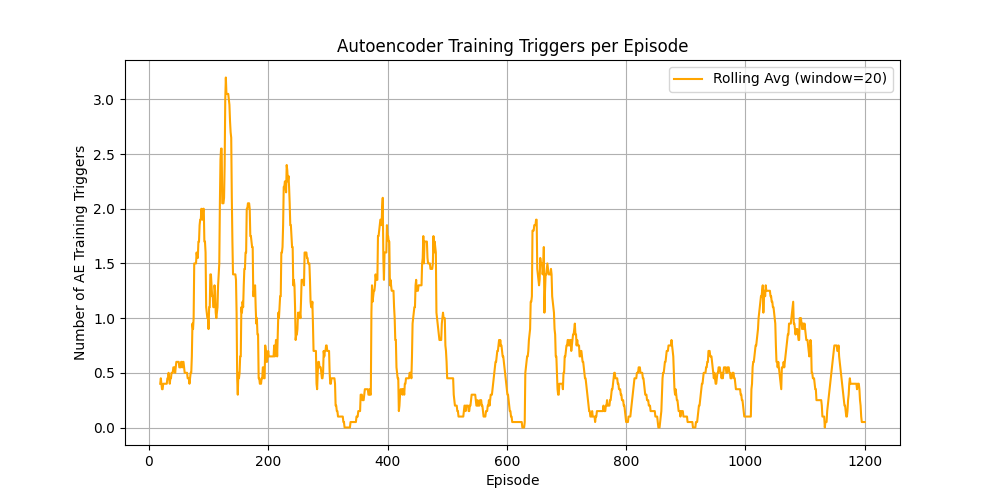 Autoencoder Training Triggers per Episode
Rolling Avg (window=20)
Number of AE Training Triggers
3.0
2.5
2.0
1.5
1.0
0.5
0.0
0 200 400 600 800 1000 1200
Episode